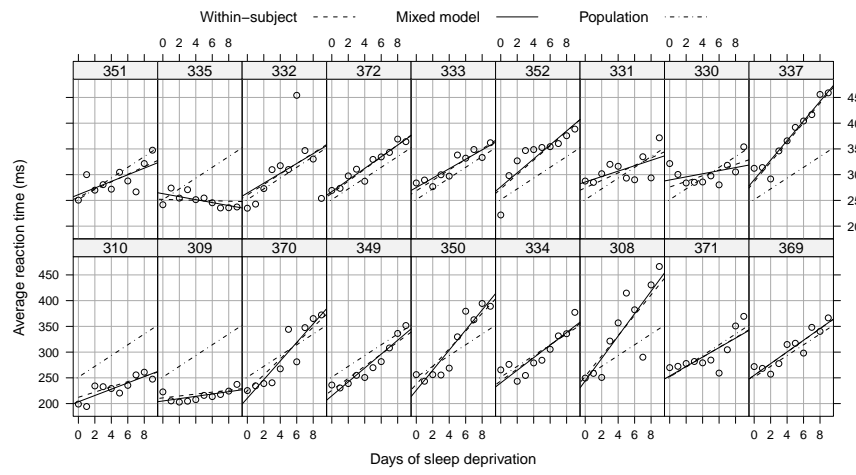 Within−subject Mixed model Population
0 2 4 6 8 0 2 4 6 8 0 2 4 6 8 0 2 4 6 8
351 335 332 372 333 352 331 330 337
450
400
350
300
250
200
310 309 370 349 350 334 308 371 369
450
400
350
300
250
200
0 2 4 6 8 0 2 4 6 8 0 2 4 6 8 0 2 4 6 8 0 2 4 6 8
Average reaction time (ms)
Days of sleep deprivation